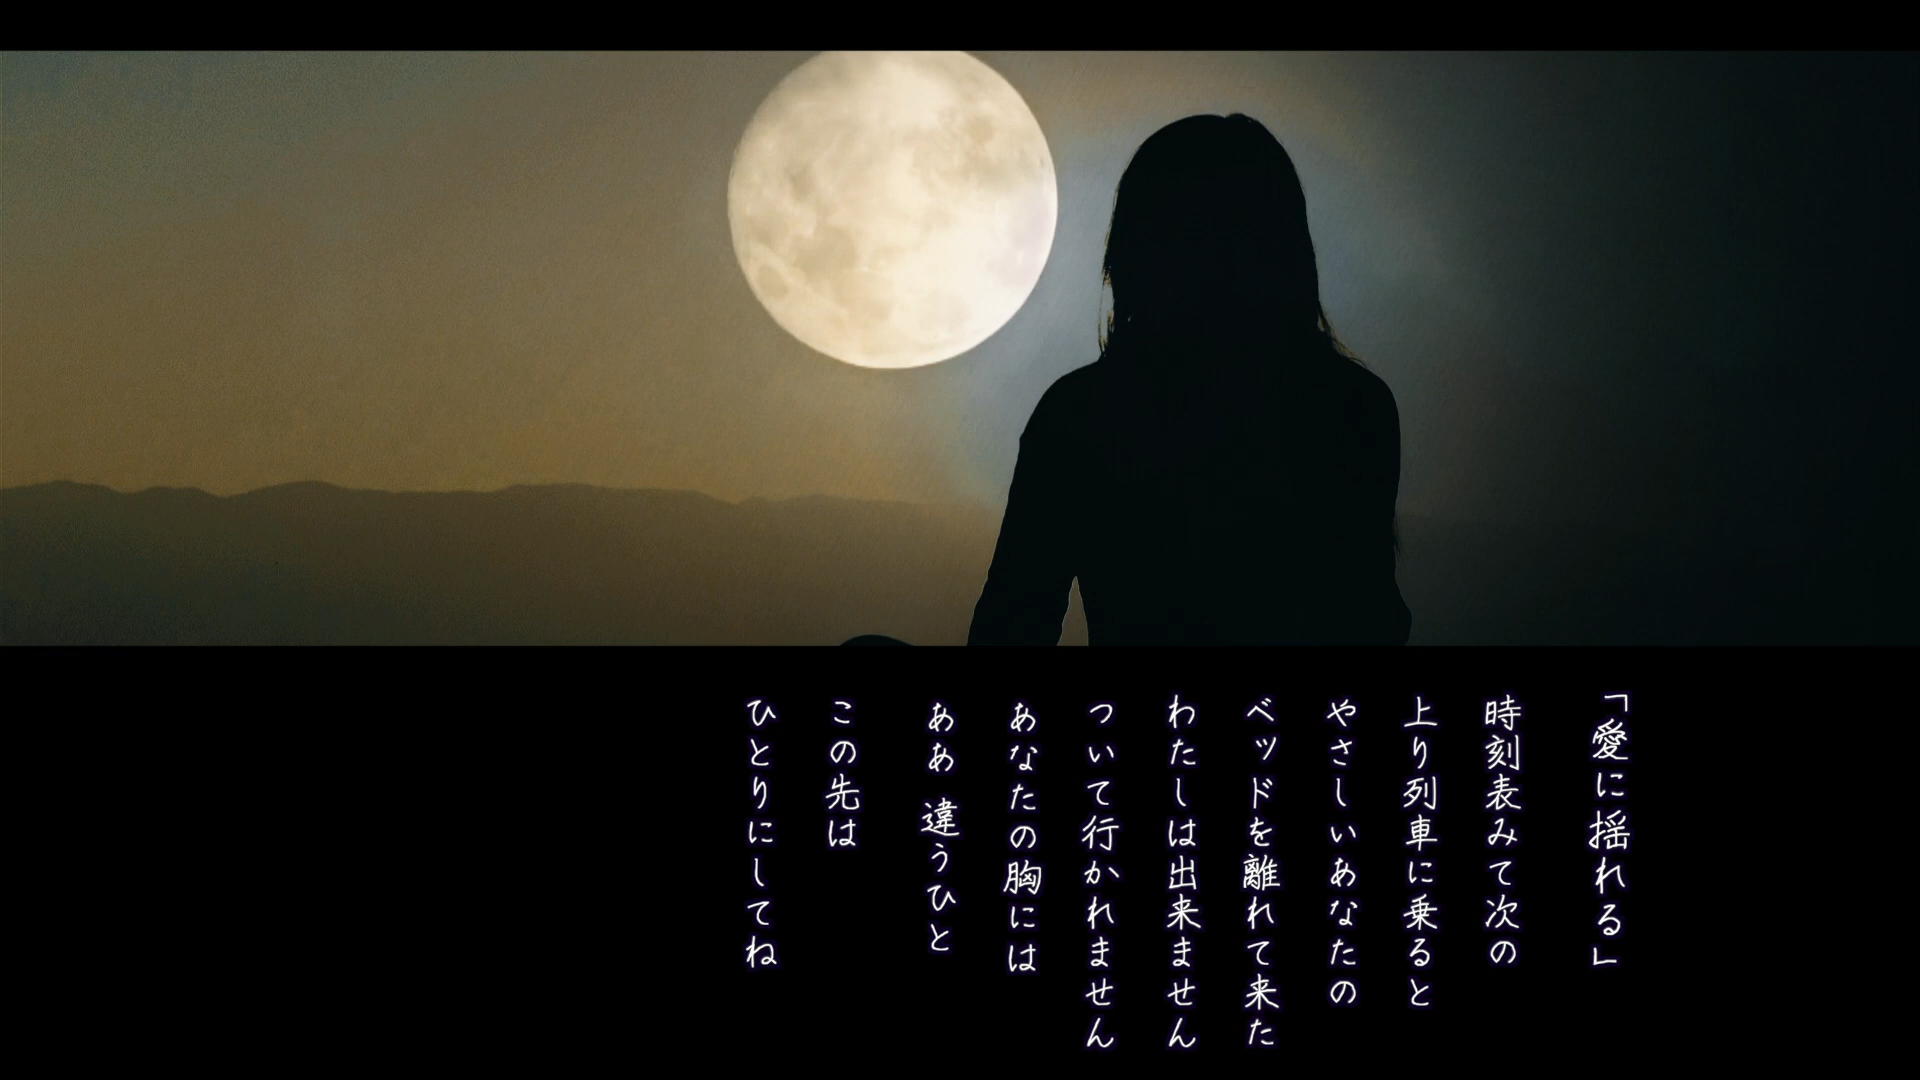 「愛に揺れる」
時刻表みて次の
上り列車に乗ると
やさしいあなたの
ベッドを離れて来た
わたしは出来ません
ついて行かれません
あなたの胸には
ああ 違うひと
この先は
ひとりにしてね